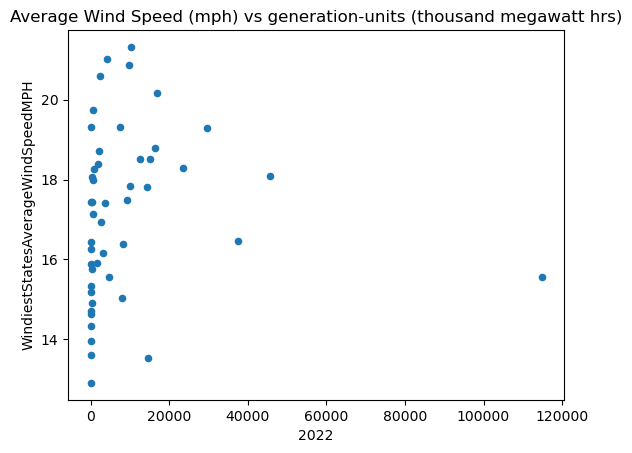 Average Wind Speed (mph) vs generation-units (thousand megawatt hrs)
WindiestStatesAverageWindSpeedMPH
20
18
16
14
0 20000 40000 60000 80000 100000 120000
2022